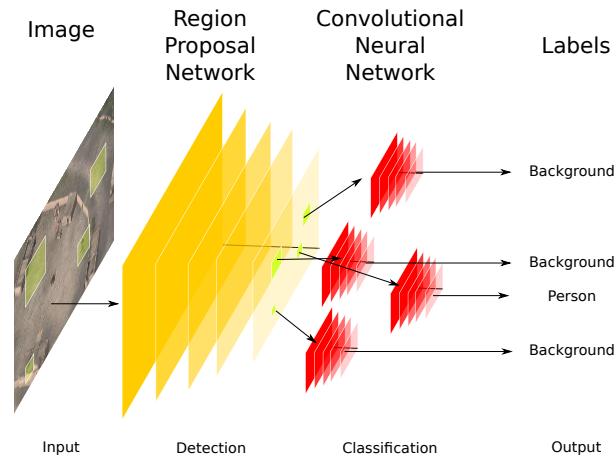 Image
Region
Proposal
Network
Convolutional
Neural
Network
Labels
Background
Background
Person
Background
Input
Detection
Classification
Output